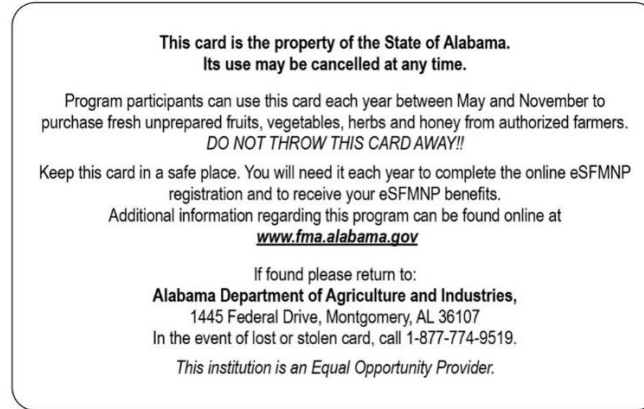 This card is the property of the State of Alabama.
Its use may be cancelled at any time.
Program participants can use this card each year between May and November to
purchase fresh unprepared fruits, vegetables, herbs and honey from authorized farmers.
DO NOT THROW THIS CARD AWAY!!
Keep this card in a safe place. You will need it each year to complete the online eSFMNP
registration and to receive your eSFMNP benefits.
Additional information regarding this program can be found online at
www.fma.alabama.gov
If found please return to:
Alabama Department of Agriculture and Industries,
1445 Federal Drive, Montgomery, AL 36107
In the event of lost or stolen card, call 1-877-774-9519.
This institution is an Equal Opportunity Provider.